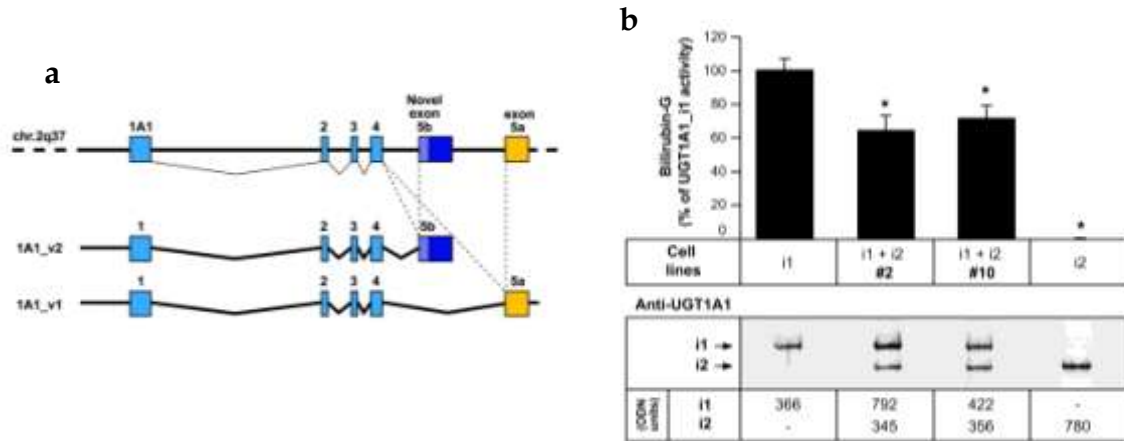 a
Novel
exon
exon
1A1
2
3
4
5b
5a
chr.2q37
1
2
3
4
5b
1A1_v2
1
2
3
4
5a
1A1_v1
b
Bilirubin-G
(% of UGT1A1_i1 activity)
120
100
80
60
40
20
0
*
*
*
Cell
lines
i1
i1 + i2
#2
i1 + i2
#10
i2
Anti-UGT1A1
i1
i2
(ODN
units)
i1 366 792 422 -
i2 - 345 356 780